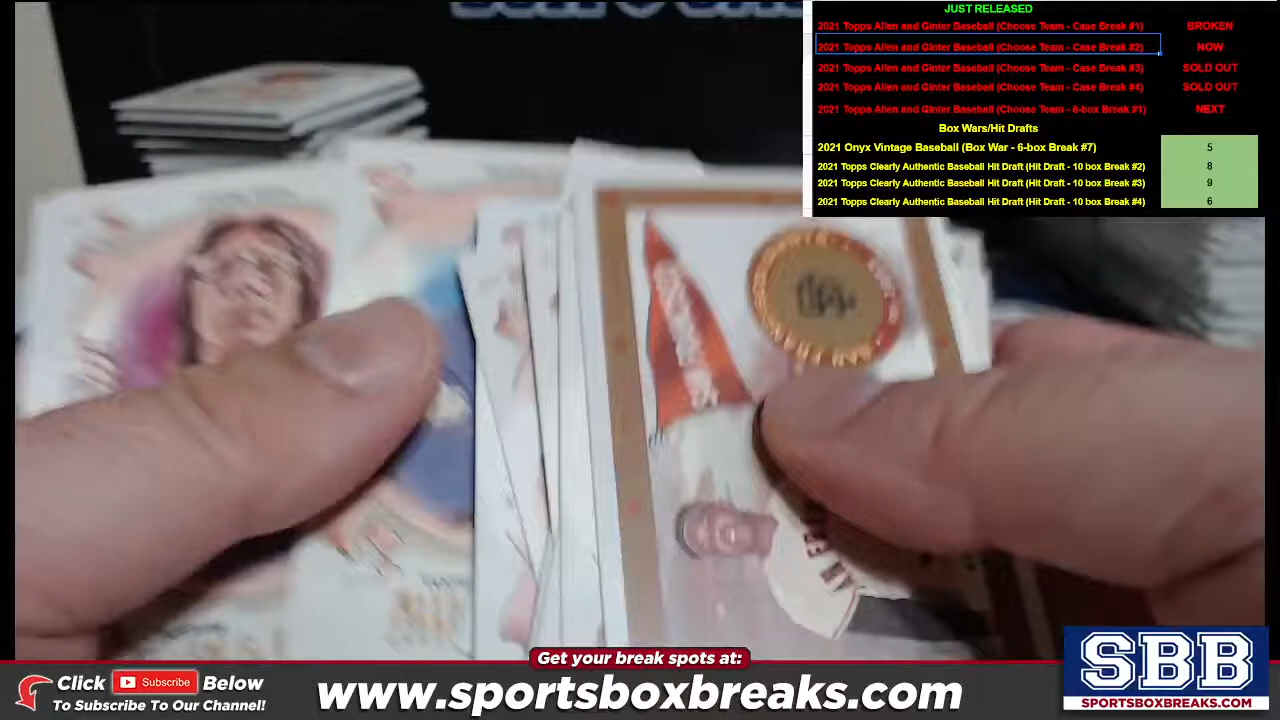 JUST RELEASED
2021 Topps Allen and Ginter Baseball (Choose Team - Case Break #1) BROKEN
2021 Topps Allen and Ginter Baseball (Choose Team - Case Break #2) NOW
2021 Topps Allen and Ginter Baseball (Choose Team - Case Break #3) SOLD OUT
2021 Topps Allen and Ginter Baseball (Choose Team - Case Break #4) SOLD OUT
2021 Topps Allen and Ginter Baseball (Choose Team - 6-box Break #1) NEXT
Box Wars/Hit Drafts
2021 Onyx Vintage Baseball (Box War - 6-box Break #7) 5
2021 Topps Clearly Authentic Baseball Hit Draft (Hit Draft - 10 box Break #2) 8
2021 Topps Clearly Authentic Baseball Hit Draft (Hit Draft - 10 box Break #3) 9
2021 Topps Clearly Authentic Baseball Hit Draft (Hit Draft - 10 box Break #4) 6
Get your break spots at:
Click Subscribe Below
To Subscribe To Our Channel!
www.sportsboxbreaks.com
SBB
SPORTSBOXBREAKS.COM